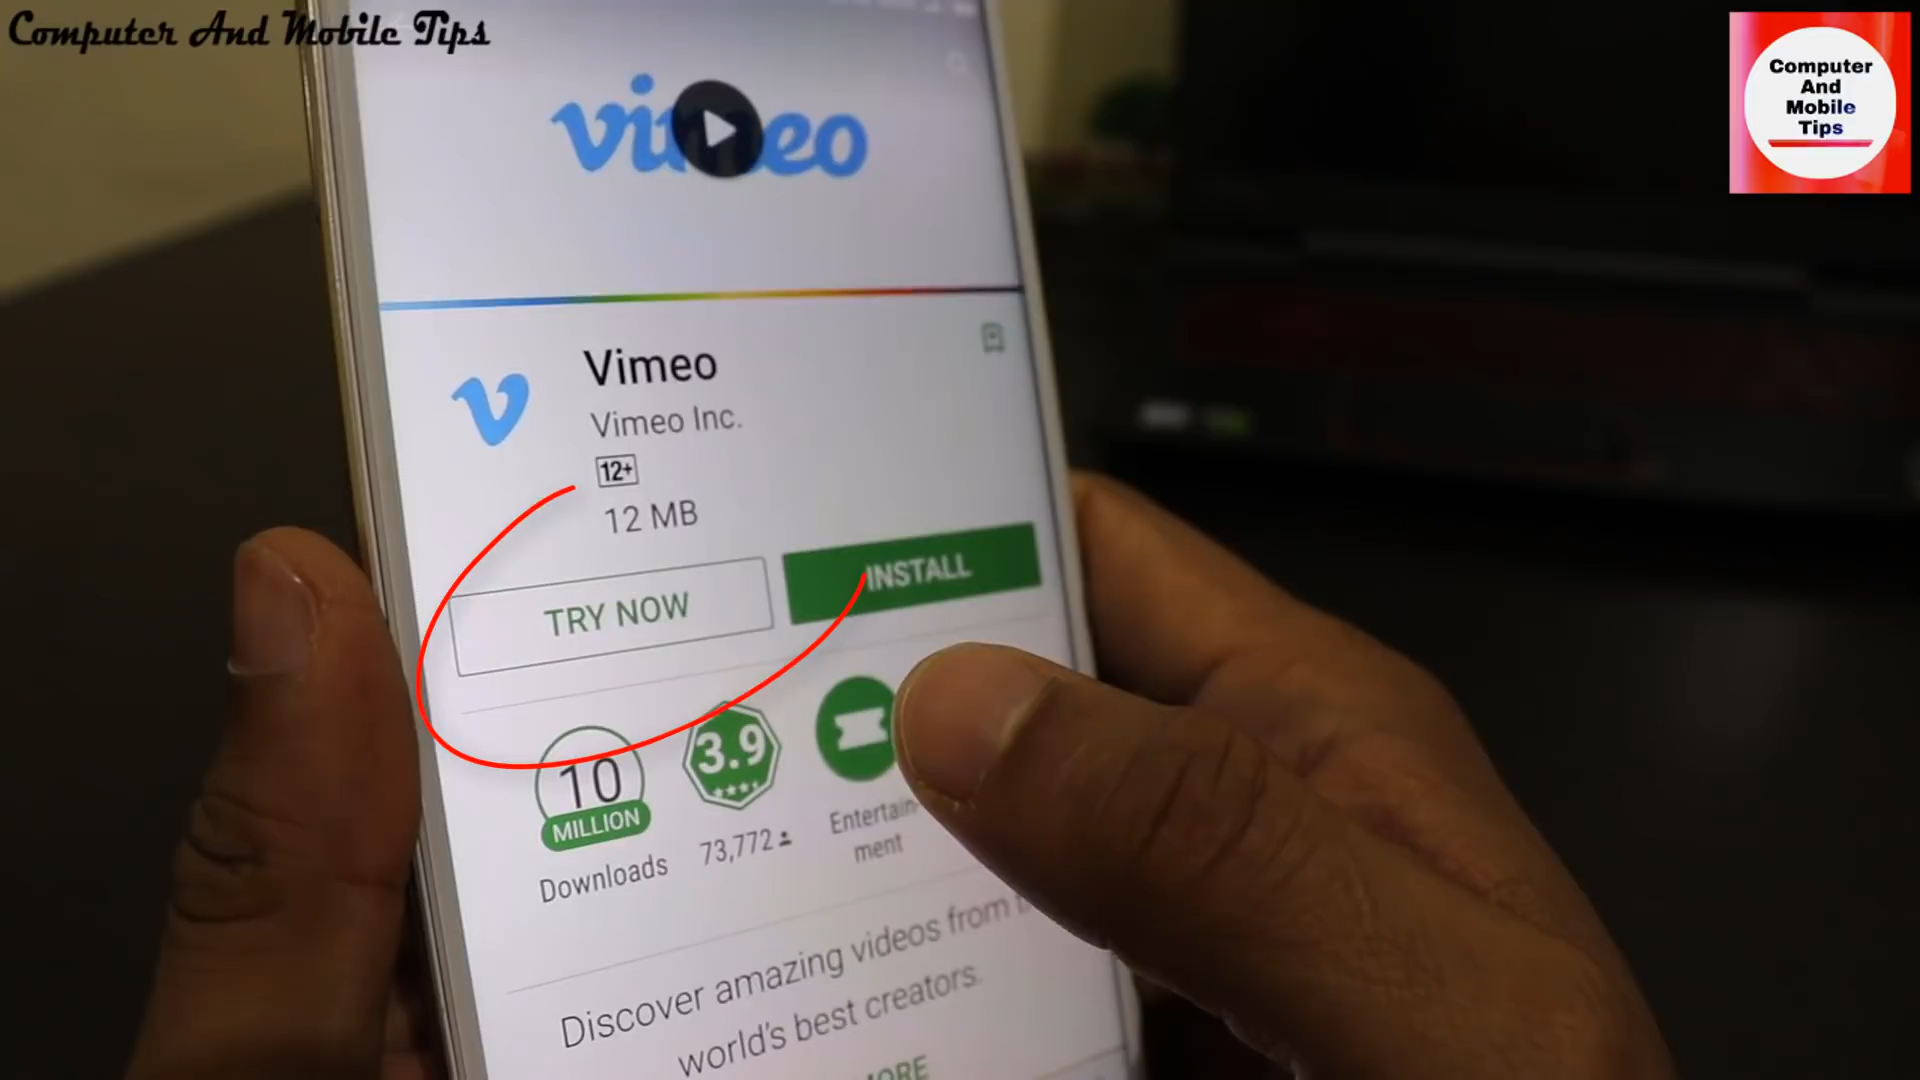 Computer And Mobile Tips
Computer
And
Mobile
Tips
vimeo
Vimeo
Vimeo Inc.
12+
12 MB
TRY NOW
INSTALL
10
MILLION
Downloads
3.9
73,772
Entertain-
ment
Discover amazing videos from
world's best creators.